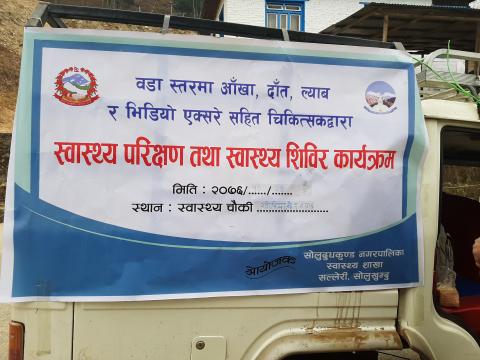 वडा स्तरमा आँखा, दाँत, ल्याब
र भिडियो एक्सरे सहित चिकित्सकद्वारा
स्वास्थ्य परिक्षण तथा स्वास्थ्य शिविर कार्यक्रम
मिति : २०७६/....../.......
स्थान : स्वास्थ्य चौकी
आयोजक:
सोलुदुधकुण्ड नगरपालिका
स्वास्थ्य शाखा
सल्लेरी, सोलुखुम्बु